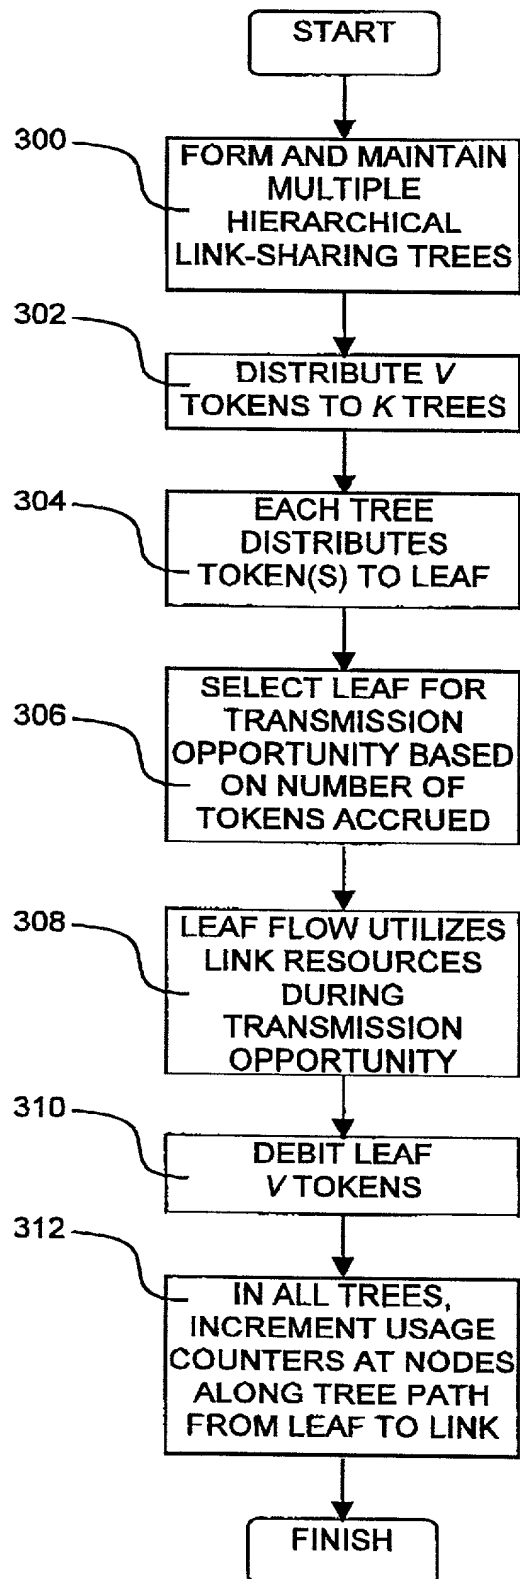 START
300
FORM AND MAINTAIN
MULTIPLE
HIERARCHICAL
LINK-SHARING TREES
302
DISTRIBUTE V
TOKENS TO K TREES
304
EACH TREE
DISTRIBUTES
TOKEN(S) TO LEAF
306
SELECT LEAF FOR
TRANSMISSION
OPPORTUNITY BASED
ON NUMBER OF
TOKENS ACCRUED
308
LEAF FLOW UTILIZES
LINK RESOURCES
DURING
TRANSMISSION
OPPORTUNITY
310
DEBIT LEAF
V TOKENS
312
IN ALL TREES,
INCREMENT USAGE
COUNTERS AT NODES
ALONG TREE PATH
FROM LEAF TO LINK
FINISH